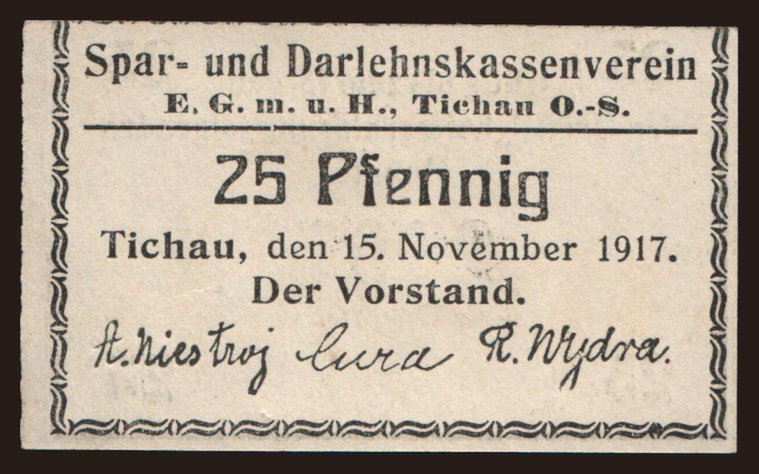 Spar- und Darlehnskassenverein
E. G. m. u. H., Tichau O.-S.
25 Pfennig
Tichau, den 15. November 1917.
Der Vorstand.
A. Niestroj Cura R. Wydra.